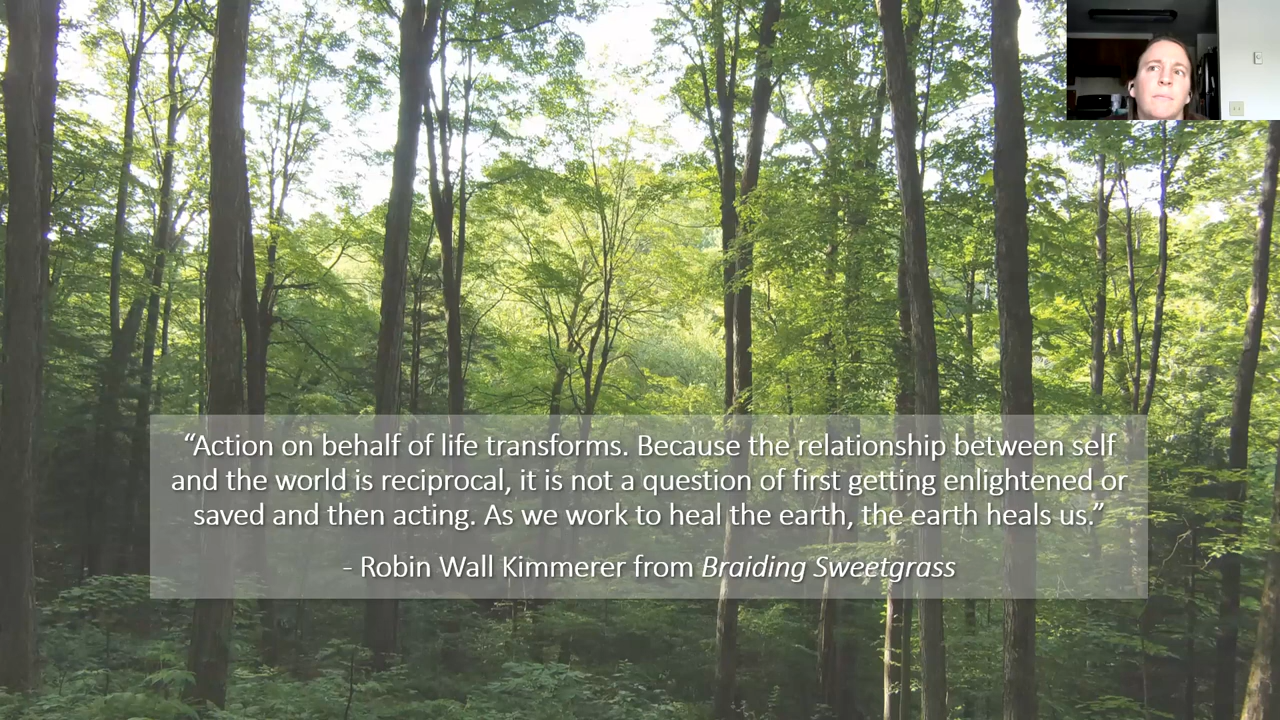 “Action on behalf of life transforms. Because the relationship between self
and the world is reciprocal, it is not a question of first getting enlightened or
saved and then acting. As we work to heal the earth, the earth heals us.”
- Robin Wall Kimmerer from Braiding Sweetgrass